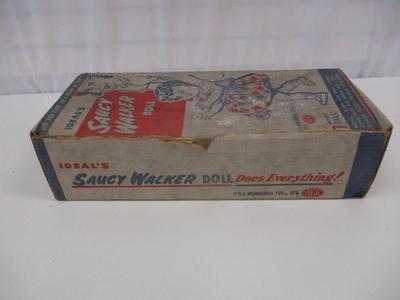 IDEAL'S
SAUCY
WALKER
DOLL
IDEAL'S
SAUCY WALKER DOLL Does Everything!
IT'S A WONDERFUL TOY... IT'S IDEAL